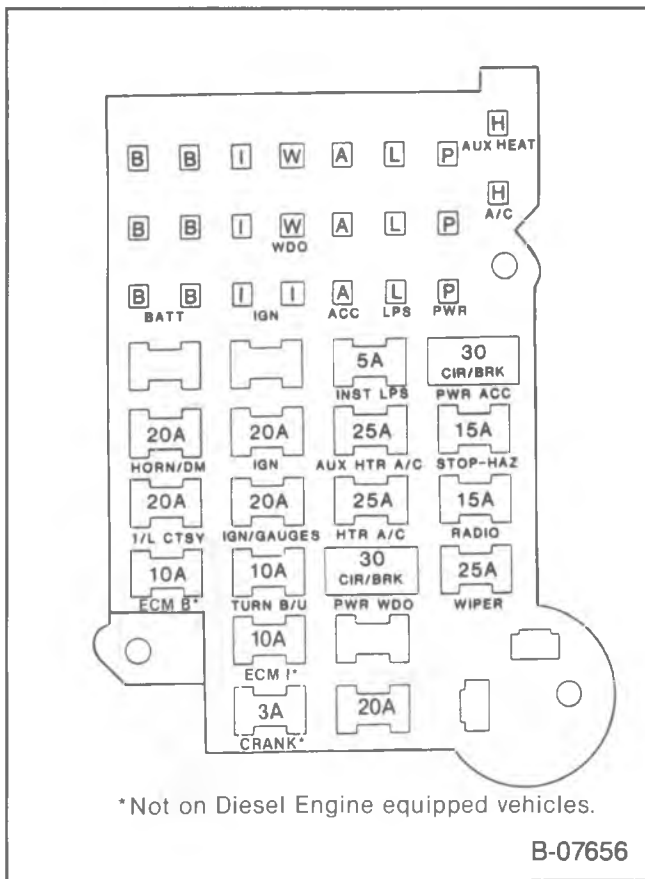 H
B B I W A L P AUX HEAT
H
A/C
B B I W A L P
WDO
B B I I A L P
BATT IGN ACC LPS PWR
5A 30 CIR/BRK
INST LPS PWR ACC
20A 20A 25A 15A
HORN/DM IGN AUX HTR A/C STOP-HAZ
20A 20A 25A 15A
1/L CTSY IGN/GAUGES HTR A/C RADIO
10A 10A 30 CIR/BRK 25A
ECM B* TURN B/U PWR WDO WIPER
10A
ECM I*
3A 20A
CRANK*
*Not on Diesel Engine equipped vehicles.
B-07656